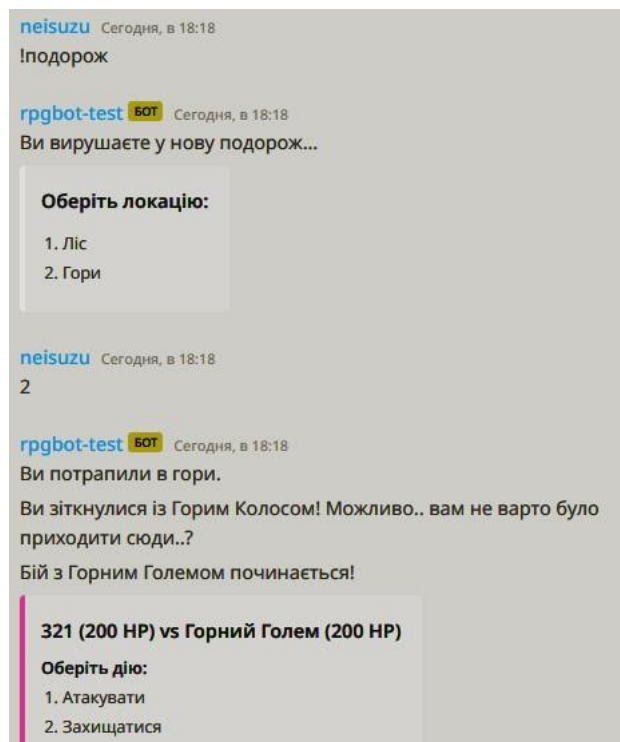 neisuzu Сегодня, в 18:18
!подорож
rpgbot-test БОТ Сегодня, в 18:18
Ви вирушаєте у нову подорож...
Оберіть локацію:
1. Ліс
2. Гори
neisuzu Сегодня, в 18:18
2
rpgbot-test БОТ Сегодня, в 18:18
Ви потрапили в гори.
Ви зіткнулися із Горим Колосом! Можливо.. вам не варто було
приходити сюди..?
Бій з Горним Големом починається!
321 (200 HP) vs Горний Голем (200 HP)
Оберіть дію:
1. Атакувати
2. Захищатися